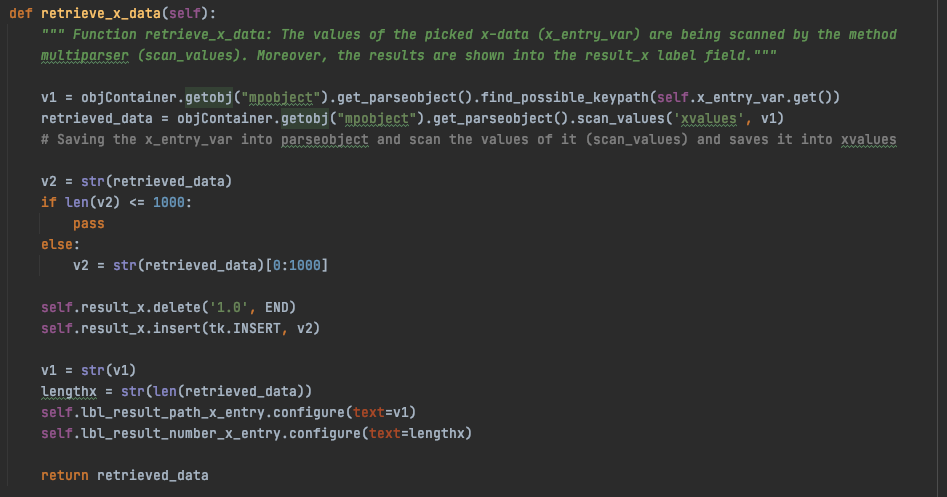 def retrieve_x_data(self):
    """ Function retrieve_x_data: The values of the picked x-data (x_entry_var) are being scanned by the method
    multiparser (scan_values). Moreover, the results are shown into the result_x label field."""

    v1 = objContainer.getobj("mpobject").get_parseobject().find_possible_keypath(self.x_entry_var.get())
    retrieved_data = objContainer.getobj("mpobject").get_parseobject().scan_values('xvalues', v1)
    # Saving the x_entry_var into parseobject and scan the values of it (scan_values) and saves it into xvalues

    v2 = str(retrieved_data)
    if len(v2) <= 1000:
        pass
    else:
        v2 = str(retrieved_data)[0:1000]

    self.result_x.delete('1.0', END)
    self.result_x.insert(tk.INSERT, v2)

    v1 = str(v1)
    lengthx = str(len(retrieved_data))
    self.lbl_result_path_x_entry.configure(text=v1)
    self.lbl_result_number_x_entry.configure(text=lengthx)

    return retrieved_data